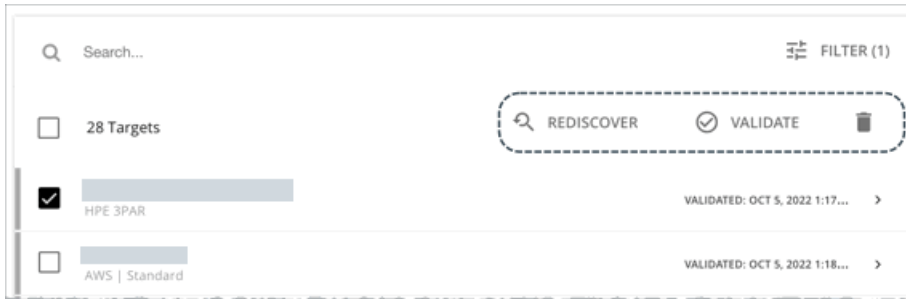 Search...
FILTER (1)
28 Targets
REDISCOVER
VALIDATE
HPE 3PAR
VALIDATED: OCT 5, 2022 1:17...
AWS | Standard
VALIDATED: OCT 5, 2022 1:18...